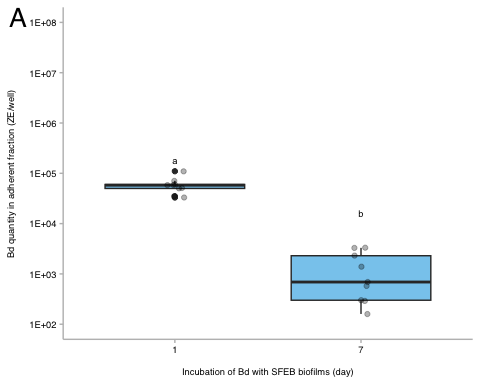 A
1E+08
1E+07
1E+06
1E+05
1E+04
1E+03
1E+02
Bd quantity in adherent fraction (ZE/well)
a
b
1
7
Incubation of Bd with SFEB biofilms (day)